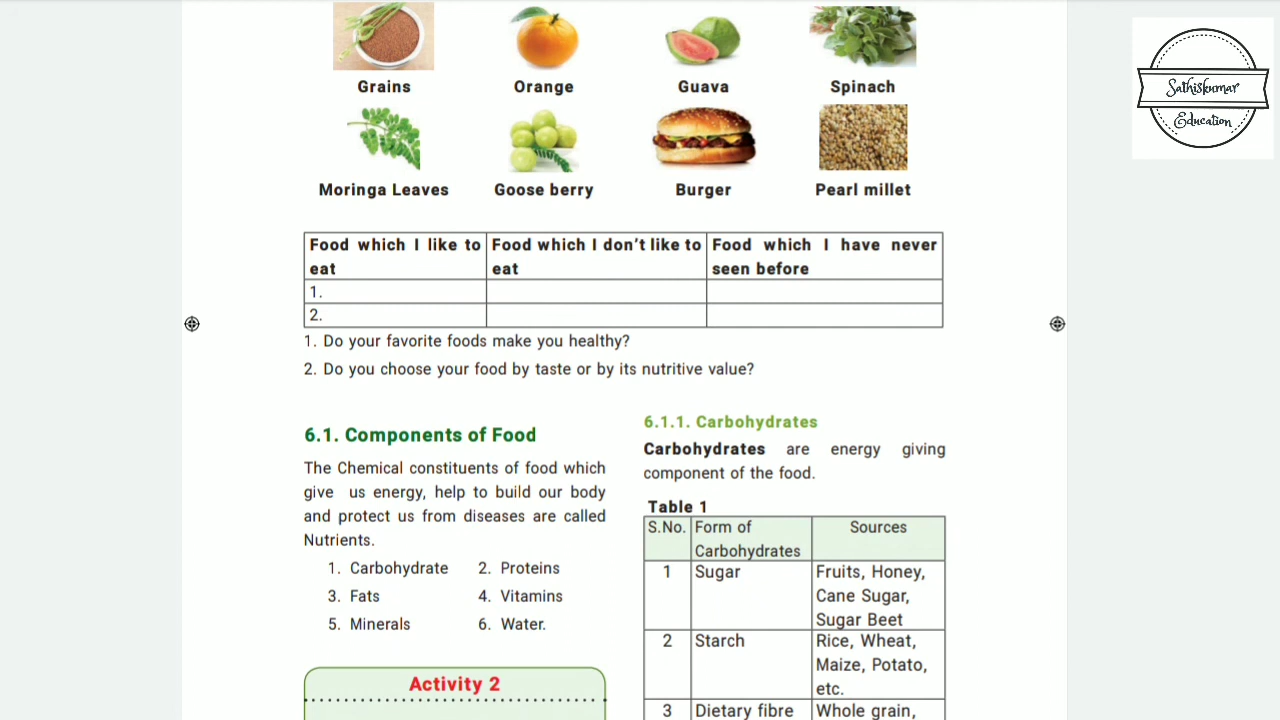 Grains Orange Guava Spinach
Moringa Leaves Goose berry Burger Pearl millet
Sathiskumar
Education
Food which I like to eat
Food which I don't like to eat
Food which I have never seen before
1.
2.
1. Do your favorite foods make you healthy?
2. Do you choose your food by taste or by its nutritive value?
6.1. Components of Food
The Chemical constituents of food which
give us energy, help to build our body
and protect us from diseases are called
Nutrients.
1. Carbohydrate 2. Proteins
3. Fats 4. Vitamins
5. Minerals 6. Water.
Activity 2
6.1.1. Carbohydrates
Carbohydrates are energy giving
component of the food.
Table 1
S.No. Form of Carbohydrates Sources
1 Sugar Fruits, Honey,
Cane Sugar,
Sugar Beet
2 Starch Rice, Wheat,
Maize, Potato,
etc.
3 Dietary fibre Whole grain,